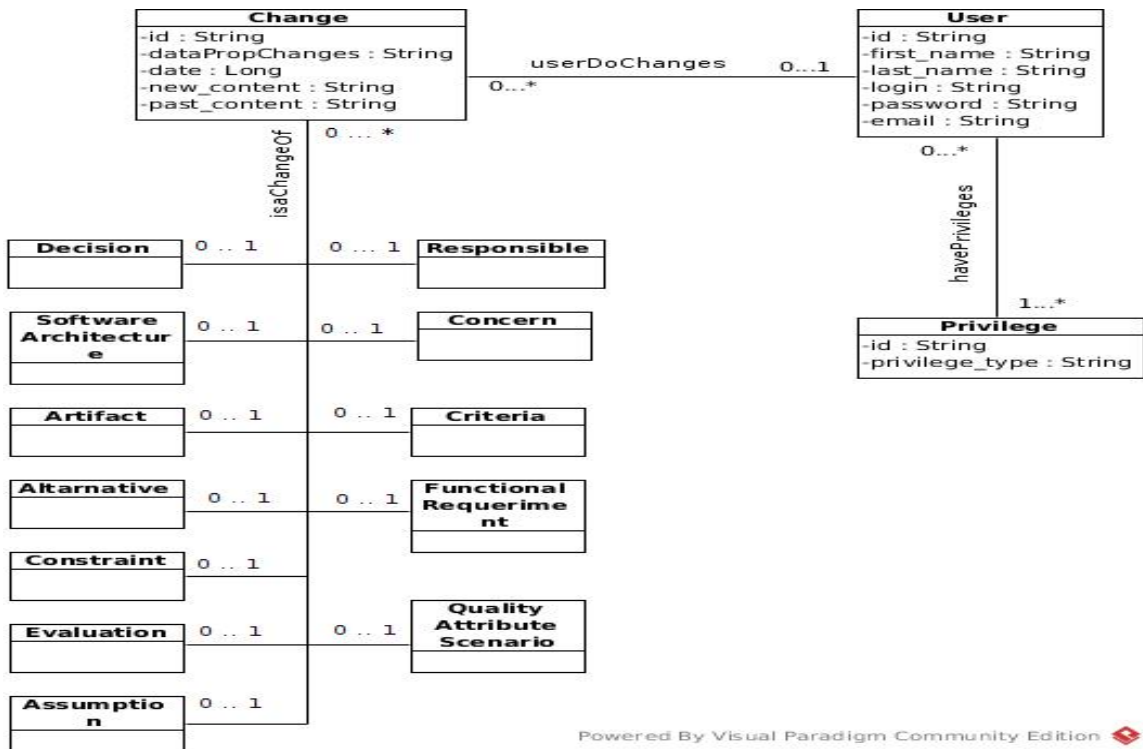 Change
-id : String
-dataPropChanges : String
-date : Long
-new_content : String
-past_content : String
userDoChanges
0...*
0...1
User
-id : String
-first_name : String
-last_name : String
-login : String
-password : String
-email : String
isaChangeOf
0 ... *
0...*
havePrivileges
1...*
Privilege
-id : String
-privilege_type : String
Decision
0 .. 1
0 ... 1
Responsible
Software
Architectur
e
0 .. 1
0 .. 1
Concern
Artifact
0 .. 1
0 .. 1
Criteria
Altarnative
0 .. 1
0 .. 1
Functional
Requerime
nt
Constraint
0 .. 1
Evaluation
0 .. 1
0 .. 1
Quality
Attribute
Scenario
Assumptio
n
0 .. 1
Powered By Visual Paradigm Community Edition